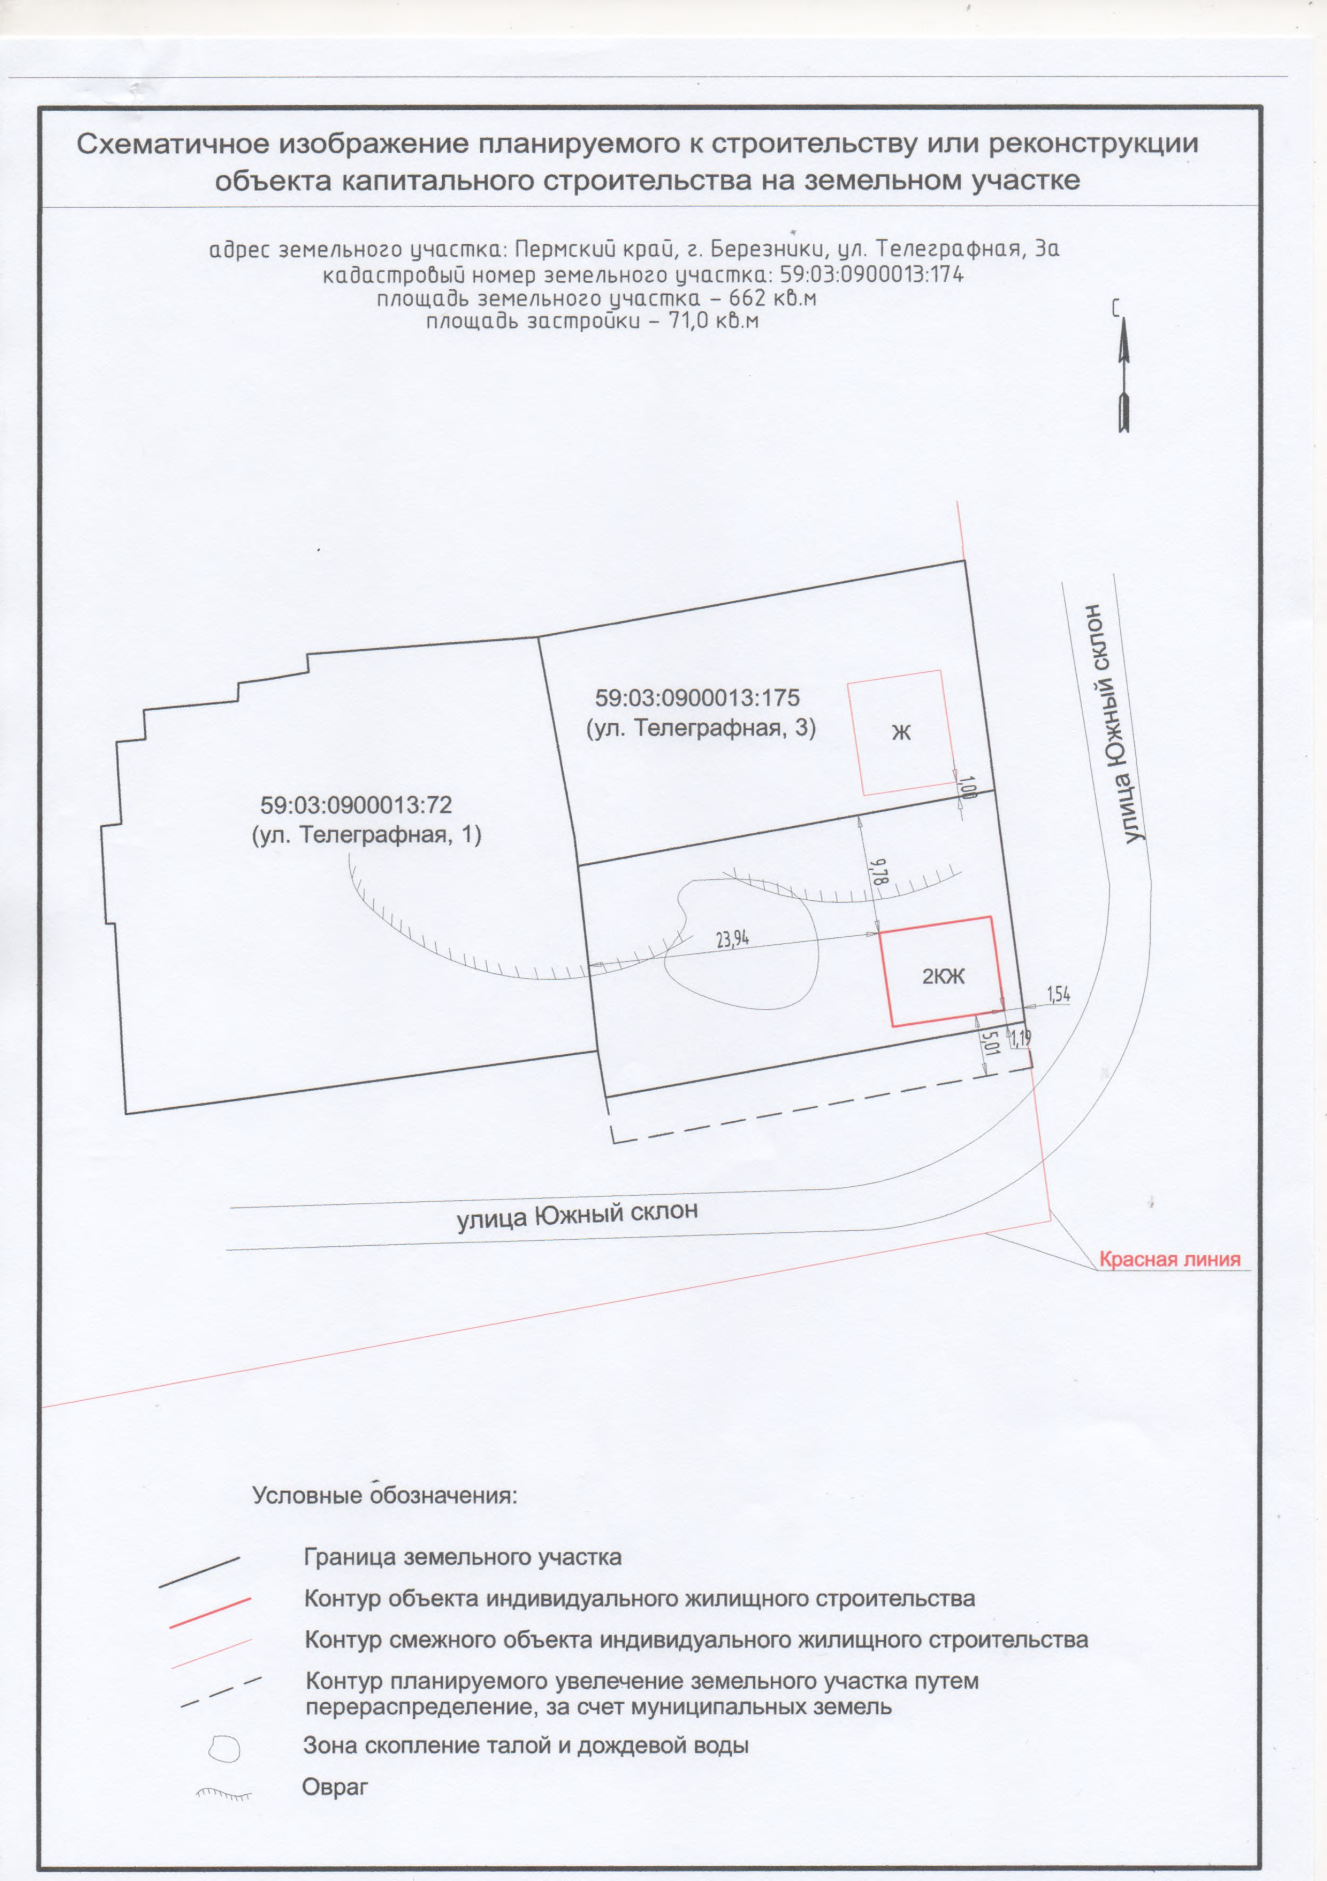 Схематичное изображение планируемого к строительству или реконструкции
объекта капитального строительства на земельном участке
адрес земельного участка: Пермский край, г. Березники, ул. Телеграфная, 3а
кадастровый номер земельного участка: 59:03:0900013:174
площадь земельного участка – 662 кв.м
площадь застройки – 71,0 кв.м
С
улица Южный склон
59:03:0900013:175
(ул. Телеграфная, 3)
Ж
1,00
59:03:0900013:72
(ул. Телеграфная, 1)
9,78
23,94
2КЖ
1,54
5,01
1,19
улица Южный склон
Красная линия
Условные обозначения:
Граница земельного участка
Контур объекта индивидуального жилищного строительства
Контур смежного объекта индивидуального жилищного строительства
Контур планируемого увелечение земельного участка путем
перераспределение, за счет муниципальных земель
Зона скопление талой и дождевой воды
Овраг